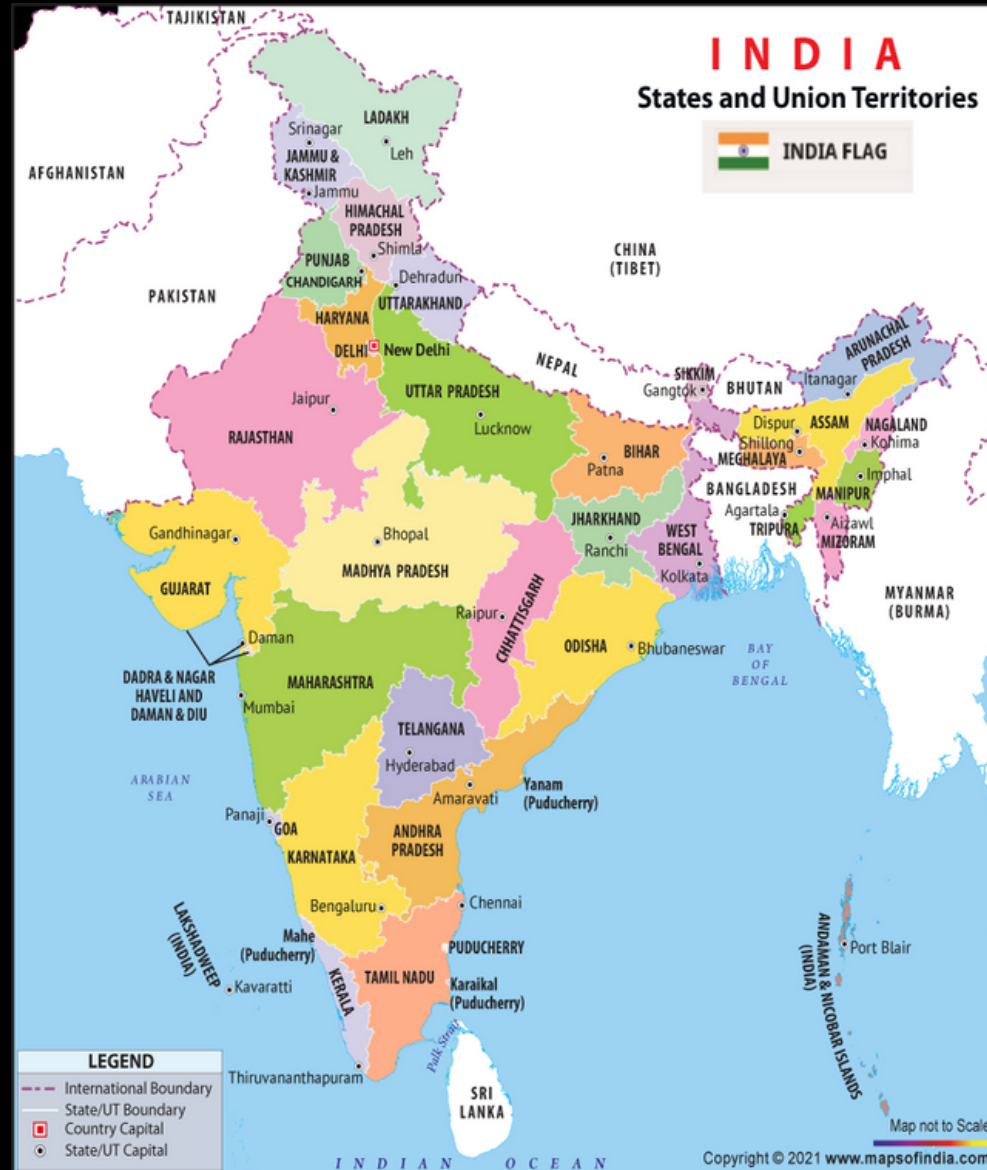 TAJIKISTAN
INDIA
States and Union Territories
INDIA FLAG
AFGHANISTAN
LADAKH
Srinagar
Leh
JAMMU &
KASHMIR
Jammu
HIMACHAL
PRADESH
Shimla
CHINA
(TIBET)
PUNJAB
CHANDIGARH
Dehradun
UTTARAKHAND
PAKISTAN
HARYANA
DELHI
New Delhi
NEPAL
SIKKIM
Gangtok
BHUTAN
ARUNACHAL
PRADESH
Itanagar
UTTAR PRADESH
Lucknow
Jaipur
RAJASTHAN
BIHAR
Patna
Dispur
ASSAM
NAGALAND
Shillong
Kohima
MEGHALAYA
Imphal
BANGLADESH
MANIPUR
Agartala
TRIPURA
Aizawl
MIZORAM
Gandhinagar
GUJARAT
Bhopal
MADHYA PRADESH
JHARKHAND
Ranchi
WEST
BENGAL
Kolkata
MYANMAR
(BURMA)
Raipur
CHHATTISGARH
ODISHA
Bhubaneswar
BAY
OF
BENGAL
Daman
DADRA & NAGAR
HAVELI AND
DAMAN & DIU
MAHARASHTRA
Mumbai
TELANGANA
Hyderabad
ARABIAN
SEA
Amaravati
Yanam
(Puducherry)
Panaji
GOA
KARNATAKA
ANDHRA
PRADESH
Bengaluru
Chennai
LAKSHADWEEP
(INDIA)
Mahe
(Puducherry)
PUDUCHERRY
Kavaratti
KERALA
TAMIL NADU
Karaikal
(Puducherry)
ANDAMAN & NICOBAR ISLANDS
(INDIA)
Port Blair
Palk Strait
Thiruvananthapuram
SRI
LANKA
LEGEND
International Boundary
State/UT Boundary
Country Capital
State/UT Capital
INDIAN OCEAN
Map not to Scale
Copyright © 2021 www.mapsofindia.com